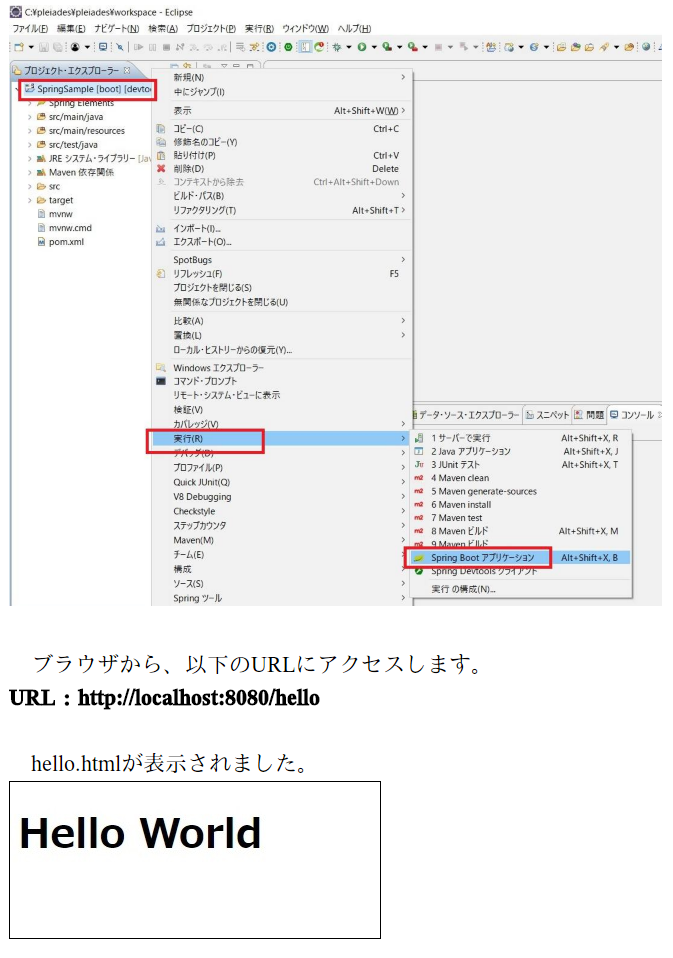 C:¥pleiades¥pleiades¥workspace - Eclipse
ファイル(F) 編集(E) ナビゲート(N) 検索(A) プロジェクト(P) 実行(R) ウィンドウ(W) ヘルプ(H)
プロジェクト・エクスプローラー
SpringSample [boot] [devtoo
Spring Elements
src/main/java
src/main/resources
src/test/java
JRE システム・ライブラリー [Jav
Maven 依存関係
src
target
mvnw
mvnw.cmd
pom.xml
新規(N)
中にジャンプ(I)
表示 Alt+Shift+W(W)
コピー(C) Ctrl+C
修飾名のコピー(Y)
貼り付け(P) Ctrl+V
削除(D) Delete
コンテキストから除去 Ctrl+Alt+Shift+Down
ビルド・パス(B)
リファクタリング(T) Alt+Shift+T
インポート(I)...
エクスポート(O)...
SpotBugs
リフレッシュ(F) F5
プロジェクトを閉じる(S)
無関係なプロジェクトを閉じる(U)
比較(A)
置換(L)
ローカル・ヒストリーからの復元(Y)...
Windows エクスプローラー
コマンド・プロンプト
リモート・システム・ビューに表示
検証(V)
カバレッジ(V)
実行(R)
デバッグ(D)
プロファイル(P)
Quick JUnit(Q)
V8 Debugging
Checkstyle
ステップカウンタ
Maven(M)
チーム(E)
構成
ソース(S)
Spring ツール
データ・ソース・エクスプローラー スニペット 問題 コンソール
1 サーバーで実行 Alt+Shift+X, R
2 Java アプリケーション Alt+Shift+X, J
3 JUnit テスト Alt+Shift+X, T
4 Maven clean
5 Maven generate-sources
6 Maven install
7 Maven test
8 Maven ビルド Alt+Shift+X, M
9 Maven ビルド
Spring Boot アプリケーション Alt+Shift+X, B
Spring Devtools クライアント
実行 の構成(N)...
ブラウザから、以下のURLにアクセスします。
URL：http://localhost:8080/hello
hello.htmlが表示されました。
Hello World